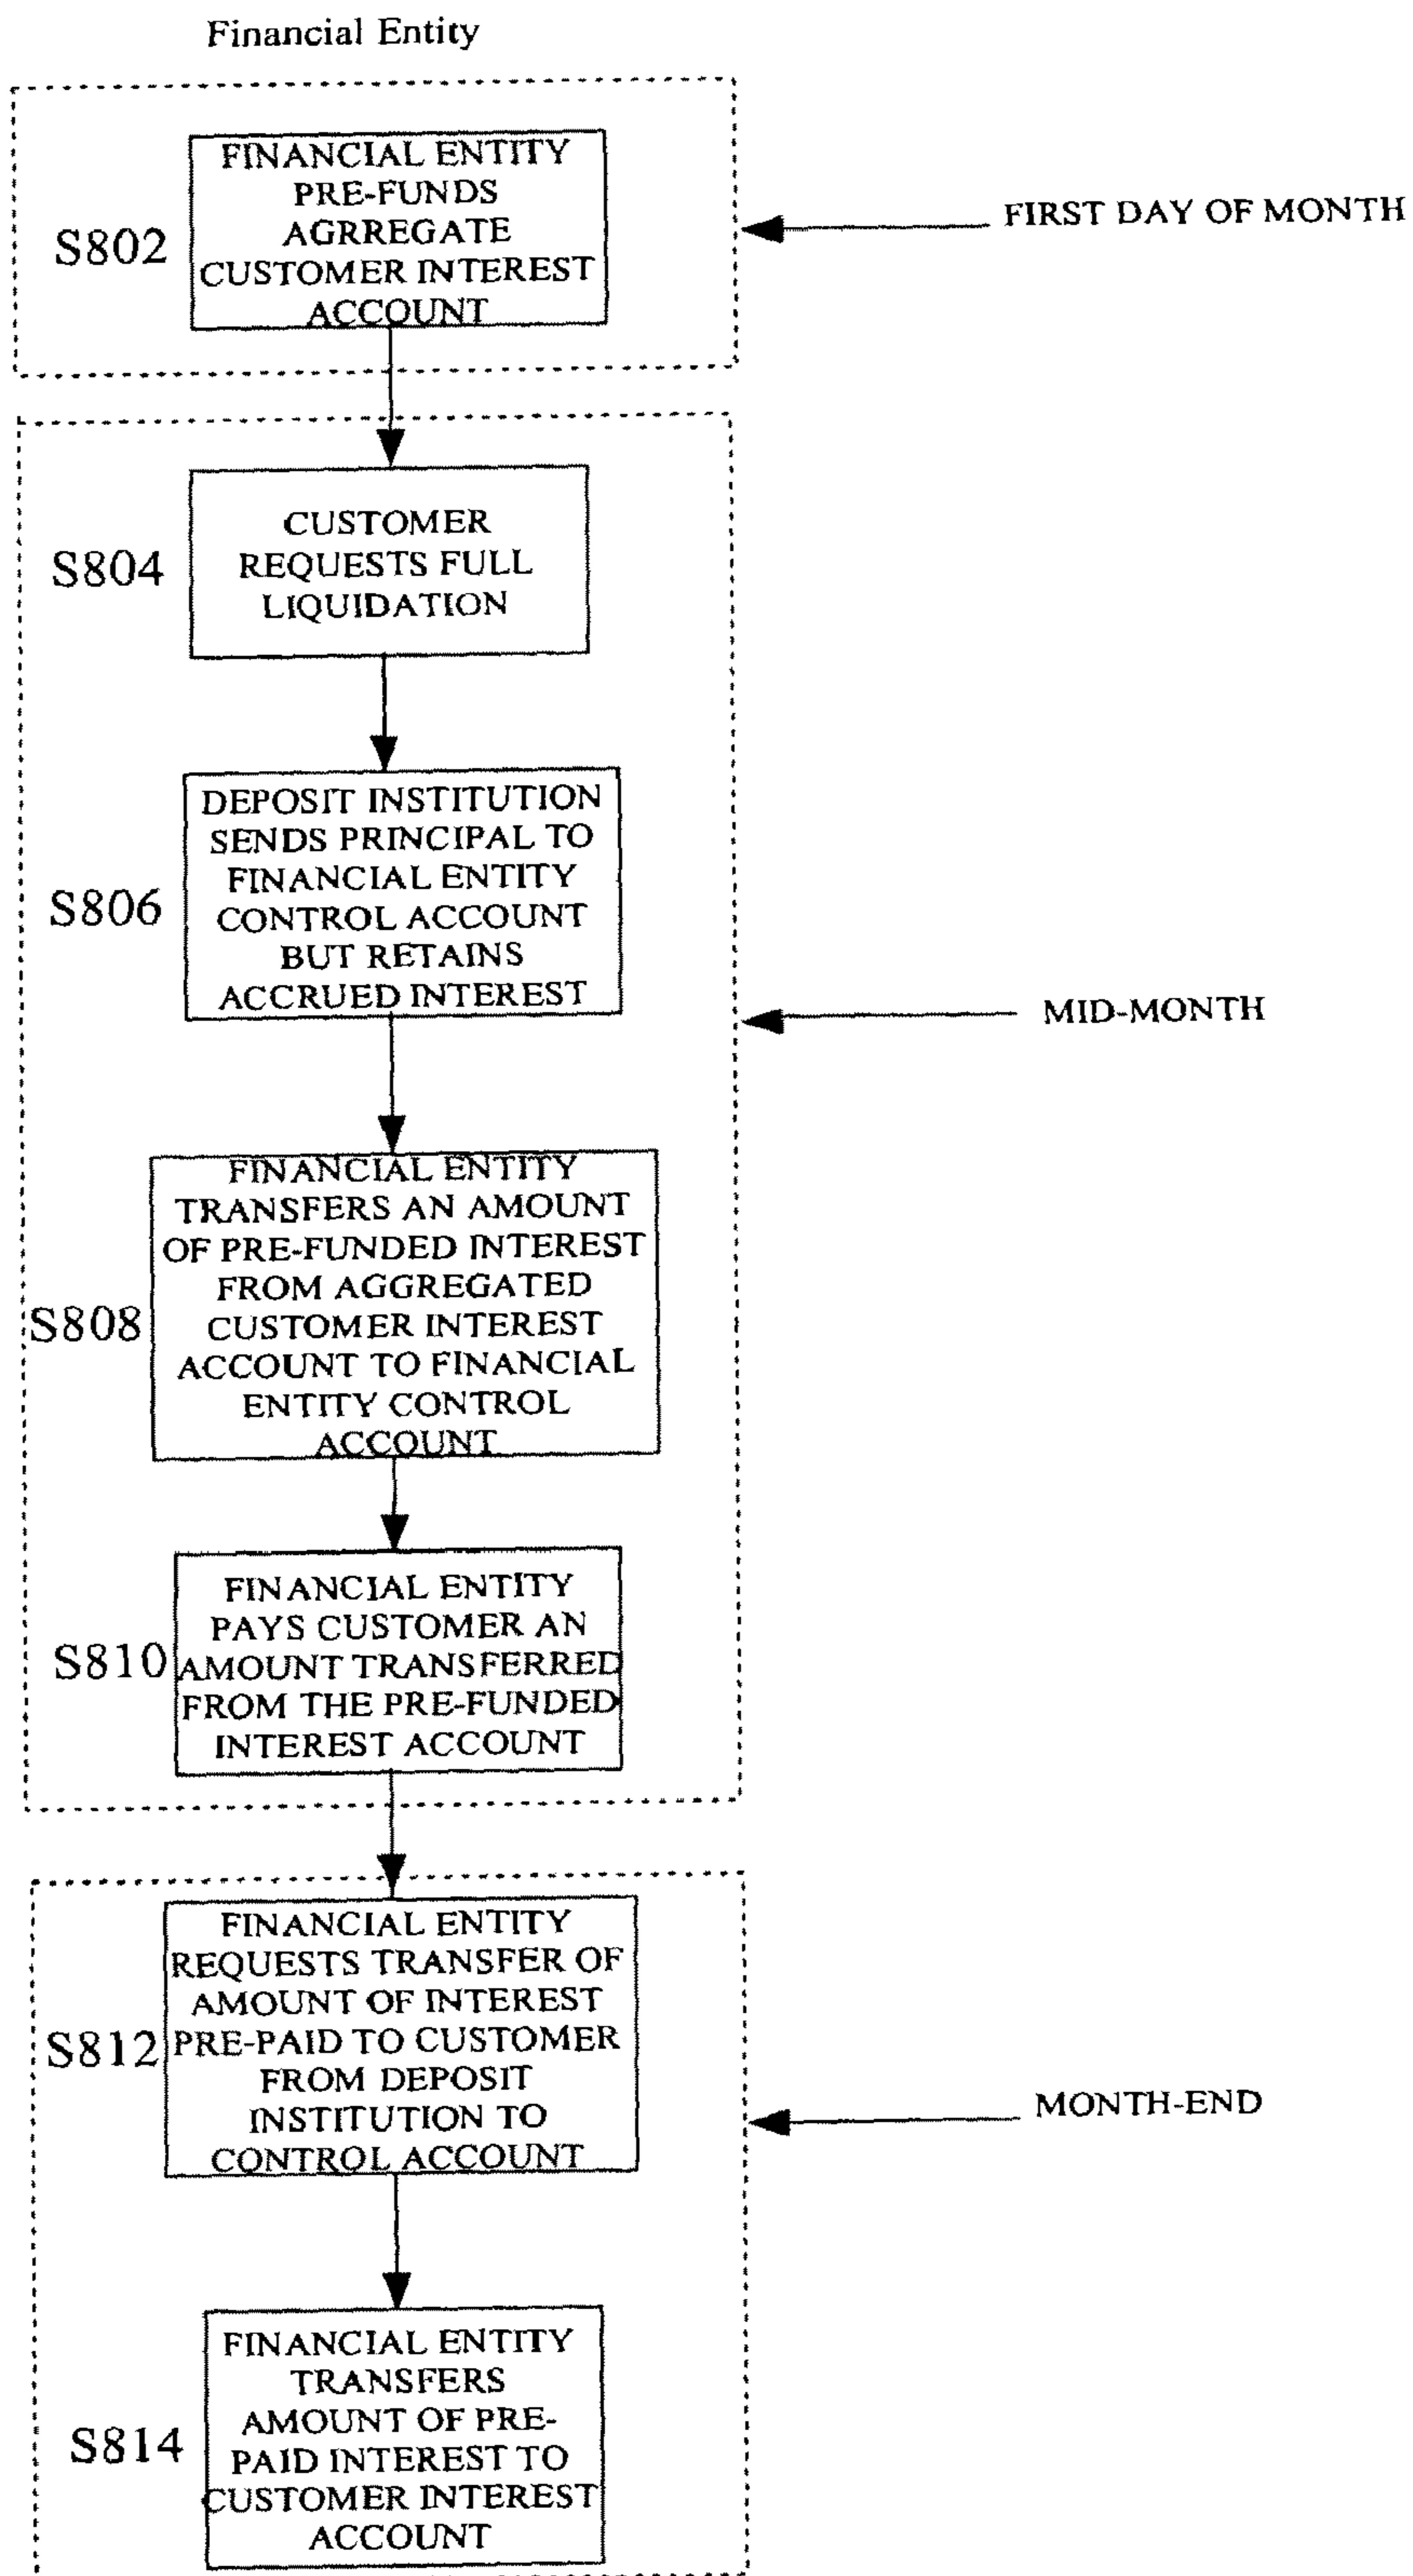 Financial Entity
FINANCIAL ENTITY
PRE-FUNDS
AGRREGATE
CUSTOMER INTEREST
ACCOUNT
S802
FIRST DAY OF MONTH
CUSTOMER
REQUESTS FULL
LIQUIDATION
S804
DEPOSIT INSTITUTION
SENDS PRINCIPAL TO
FINANCIAL ENTITY
CONTROL ACCOUNT
BUT RETAINS
ACCRUED INTEREST
S806
MID-MONTH
FINANCIAL ENTITY
TRANSFERS AN AMOUNT
OF PRE-FUNDED INTEREST
FROM AGGREGATED
CUSTOMER INTEREST
ACCOUNT TO FINANCIAL
ENTITY CONTROL
ACCOUNT
S808
FINANCIAL ENTITY
PAYS CUSTOMER AN
AMOUNT TRANSFERRED
FROM THE PRE-FUNDED
INTEREST ACCOUNT
S810
FINANCIAL ENTITY
REQUESTS TRANSFER OF
AMOUNT OF INTEREST
PRE-PAID TO CUSTOMER
FROM DEPOSIT
INSTITUTION TO
CONTROL ACCOUNT
S812
MONTH-END
FINANCIAL ENTITY
TRANSFERS
AMOUNT OF PRE-
PAID INTEREST TO
CUSTOMER INTEREST
ACCOUNT
S814